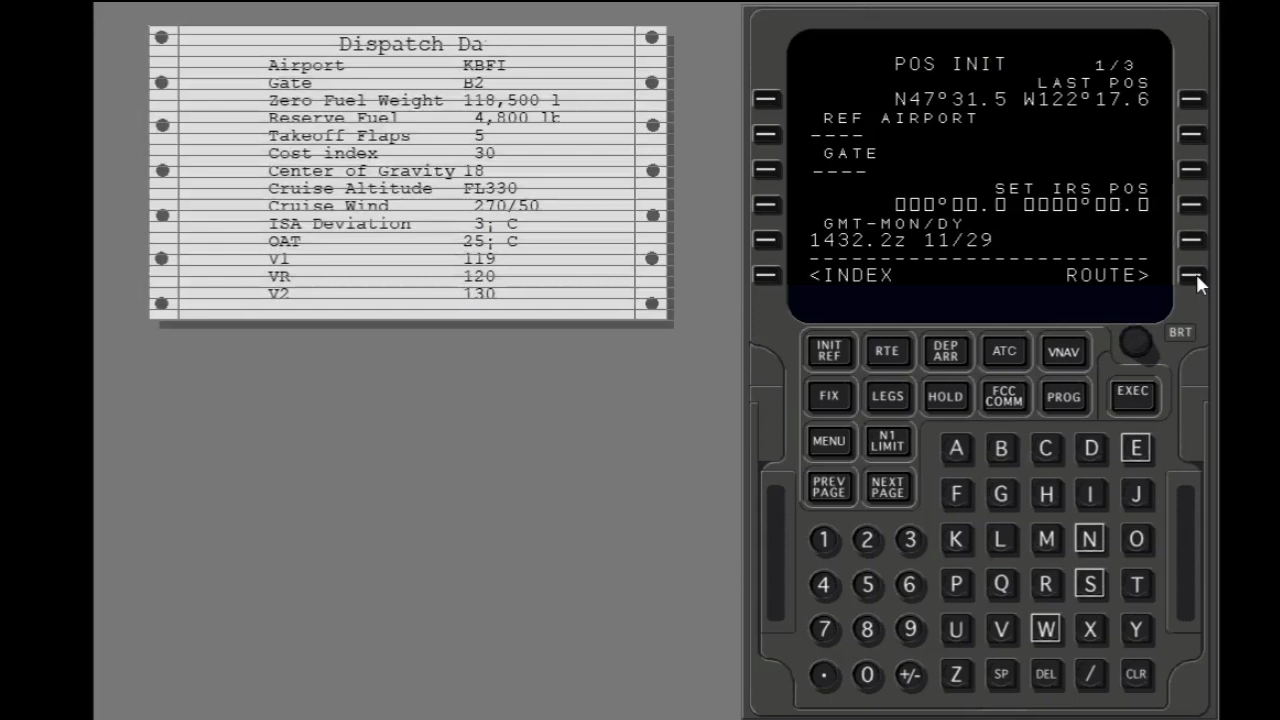 Dispatch Da
Airport KBFI
Gate B2
Zero Fuel Weight 118,500 l
Reserve Fuel 4,800 lb
Takeoff Flaps 5
Cost index 30
Center of Gravity 18
Cruise Altitude FL330
Cruise Wind 270/50
ISA Deviation 3; C
OAT 25; C
V1 119
VR 120
V2 130
POS INIT 1/3
LAST POS
N47°31.5 W122°17.6
REF AIRPORT
----
GATE
----
SET IRS POS
▯▯▯°▯▯.▯ ▯▯▯▯°▯▯.▯
GMT-MON/DY
1432.2z 11/29
------------------------
<INDEX ROUTE>
BRT
INIT REF RTE DEP ARR ATC VNAV
FIX LEGS HOLD FCC COMM PROG EXEC
MENU N1 LIMIT
PREV PAGE NEXT PAGE
A B C D E
F G H I J
1 2 3 K L M N O
4 5 6 P Q R S T
7 8 9 U V W X Y
. 0 +/- Z SP DEL / CLR